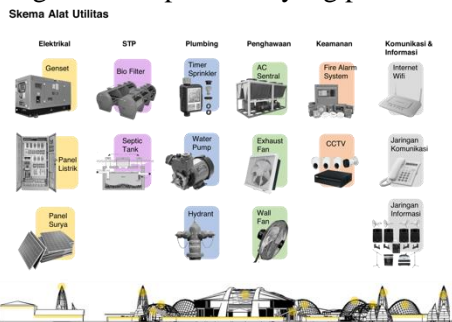 Skema Alat Utilitas
Elektrikal
STP
Plumbing
Penghawaan
Keamanan
Komunikasi &
Informasi
Genset
Bio Filter
Timer
Sprinkler
AC
Sentral
Fire Alarm
System
Internet
Wifi
Panel
Listrik
Septic
Tank
Water
Pump
Exhaust
Fan
CCTV
Jaringan
Komunikasi
Panel
Surya
Hydrant
Wall
Fan
Jaringan
Informasi